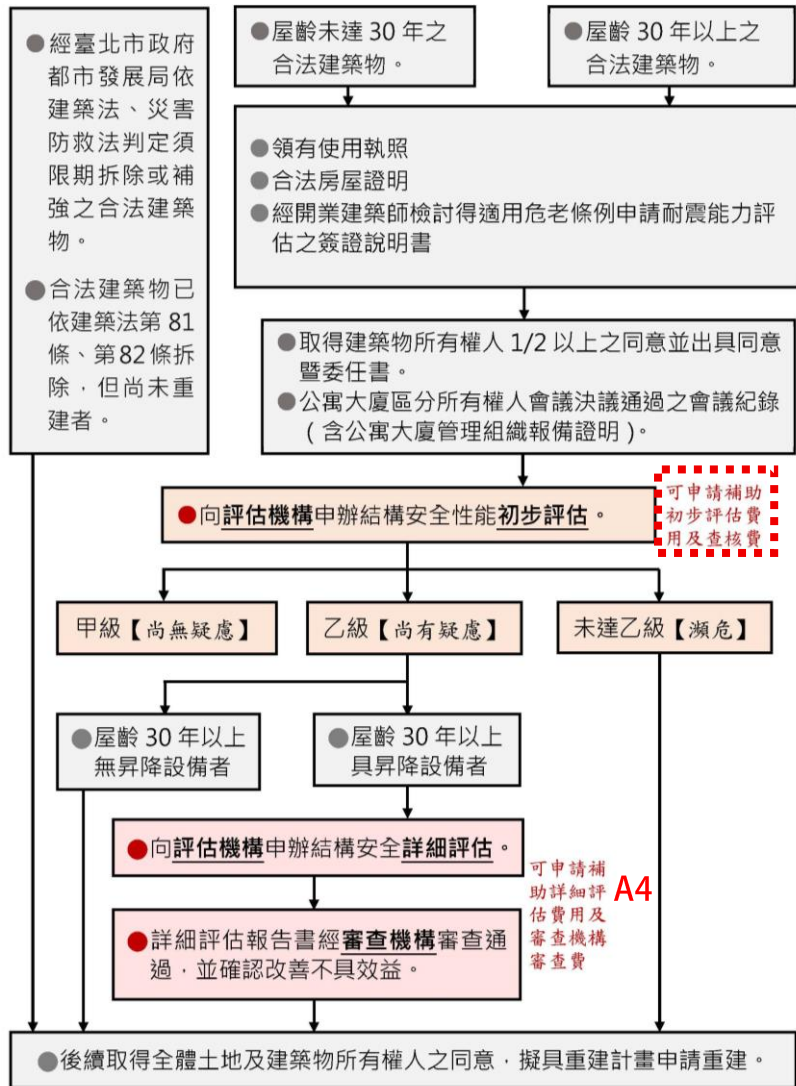 ●經臺北市政府
都市發展局依
建築法、災害
防救法判定須
限期拆除或補
強之合法建築
物。
●合法建築物已
依建築法第 81
條、第 82 條拆
除，但尚未重
建者。
●屋齡未達 30 年之
合法建築物。
●屋齡 30 年以上之
合法建築物。
●領有使用執照
●合法房屋證明
●經開業建築師檢討得適用危老條例申請耐震能力評
估之簽證說明書
●取得建築物所有權人 1/2 以上之同意並出具同意
暨委任書。
●公寓大廈區分所有權人會議決議通過之會議紀錄
（含公寓大廈管理組織報備證明）。
●向評估機構申辦結構安全性能初步評估。
可申請補助
初步評估費
用及查核費
甲級【尚無疑慮】
乙級【尚有疑慮】
未達乙級【瀕危】
●屋齡 30 年以上
無昇降設備者
●屋齡 30 年以上
具昇降設備者
●向評估機構申辦結構安全詳細評估。
●詳細評估報告書經審查機構審查通
過，並確認改善不具效益。
可申請補
助詳細評
估費用及
審查機構
審查費
A4
●後續取得全體土地及建築物所有權人之同意，擬具重建計畫申請重建。